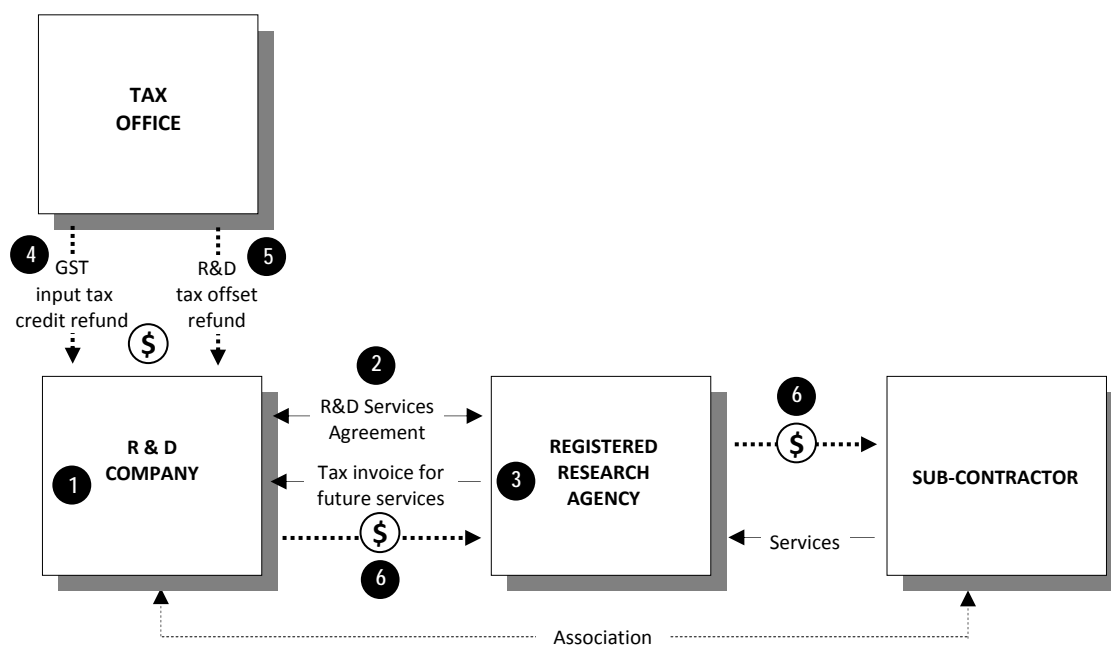 TAX
OFFICE
4
5
GST
input tax
credit refund
R&D
tax offset
refund
$
2
R&D Services
Agreement
6
$
R & D
COMPANY
1
Tax invoice for
future services
3
REGISTERED
RESEARCH
AGENCY
SUB-CONTRACTOR
$
6
Services
Association